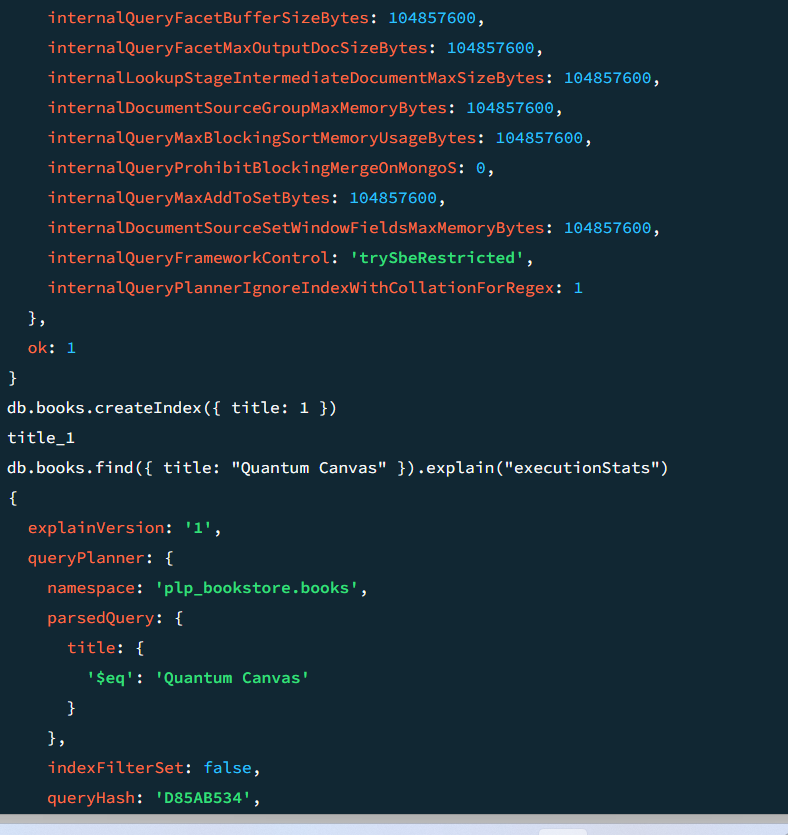 internalQueryFacetBufferSizeBytes: 104857600,
internalQueryFacetMaxOutputDocSizeBytes: 104857600,
internalLookupStageIntermediateDocumentMaxSizeBytes: 104857600,
internalDocumentSourceGroupMaxMemoryBytes: 104857600,
internalQueryMaxBlockingSortMemoryUsageBytes: 104857600,
internalQueryProhibitBlockingMergeOnMongoS: 0,
internalQueryMaxAddToSetBytes: 104857600,
internalDocumentSourceSetWindowFieldsMaxMemoryBytes: 104857600,
internalQueryFrameworkControl: 'trySbeRestricted',
internalQueryPlannerIgnoreIndexWithCollationForRegex: 1
},
ok: 1
}
db.books.createIndex({ title: 1 })
title_1
db.books.find({ title: "Quantum Canvas" }).explain("executionStats")
{
explainVersion: '1',
queryPlanner: {
namespace: 'plp_bookstore.books',
parsedQuery: {
title: {
'$eq': 'Quantum Canvas'
}
},
indexFilterSet: false,
queryHash: 'D85AB534',